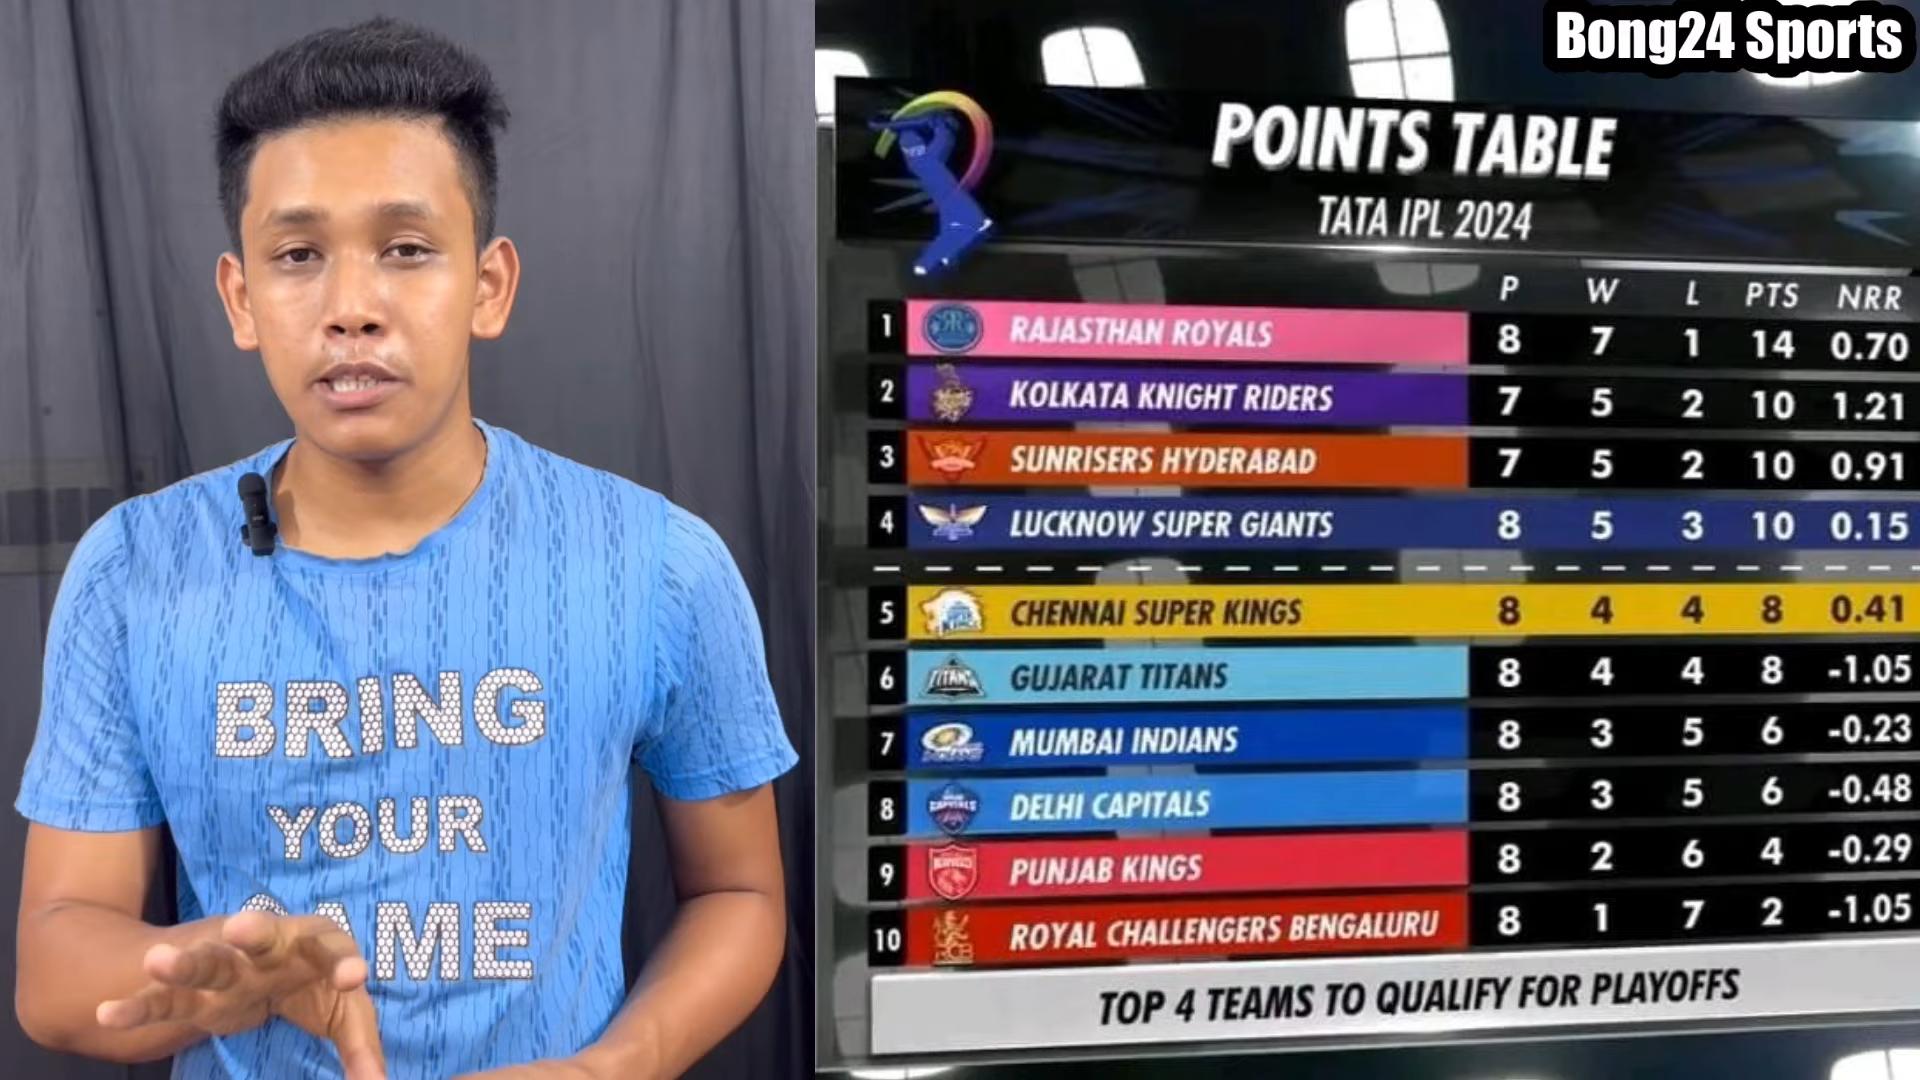 Bong24 Sports
POINTS TABLE
TATA IPL 2024
P W L PTS NRR
1 RAJASTHAN ROYALS 8 7 1 14 0.70
2 KOLKATA KNIGHT RIDERS 7 5 2 10 1.21
3 SUNRISERS HYDERABAD 7 5 2 10 0.91
4 LUCKNOW SUPER GIANTS 8 5 3 10 0.15
5 CHENNAI SUPER KINGS 8 4 4 8 0.41
6 TITANS GUJARAT TITANS 8 4 4 8 -1.05
7 MUMBAI INDIANS 8 3 5 6 -0.23
8 CAPITALS DELHI CAPITALS 8 3 5 6 -0.48
9 PUNJAB KINGS 8 2 6 4 -0.29
10 ROYAL CHALLENGERS BENGALURU 8 1 7 2 -1.05
TOP 4 TEAMS TO QUALIFY FOR PLAYOFFS
BRING
YOUR
GAME